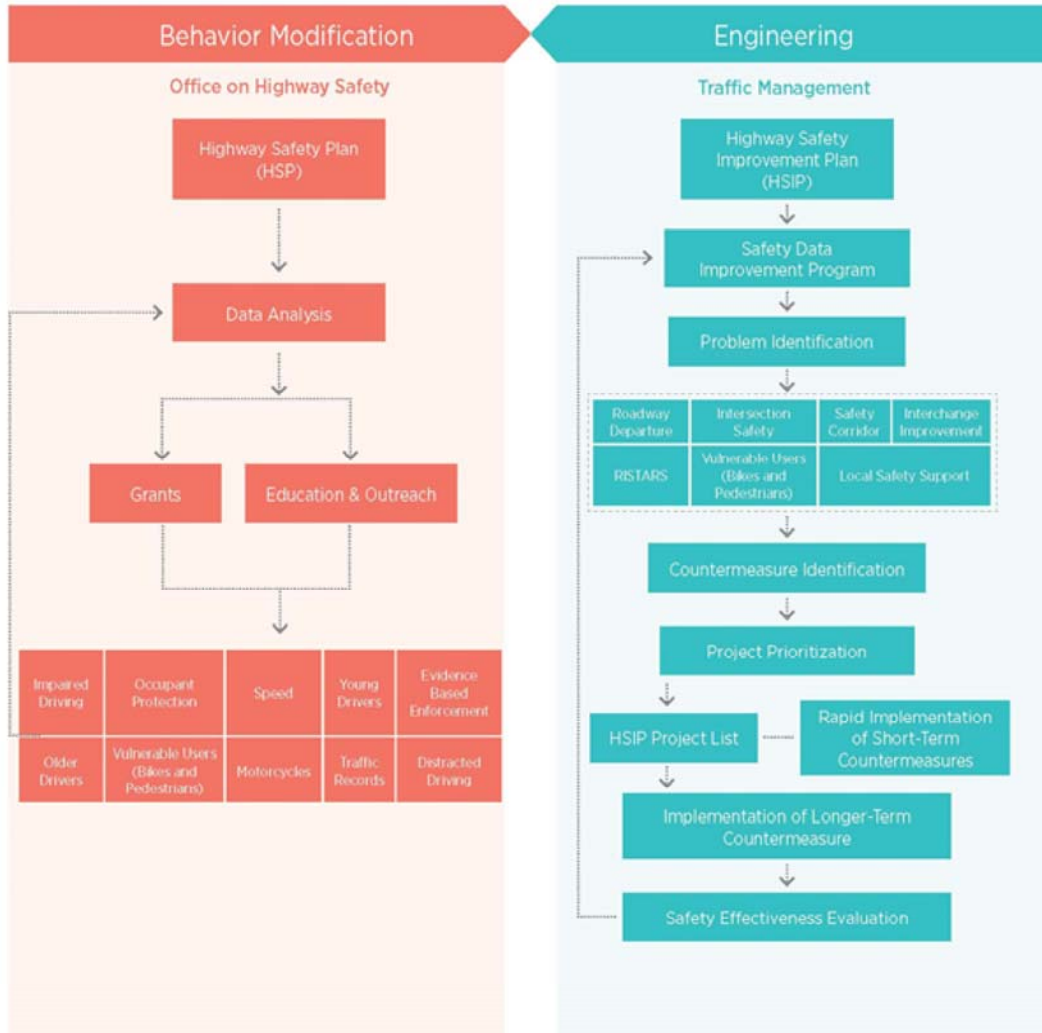 Behavior Modification
Office on Highway Safety
Highway Safety Plan
(HSP)
Data Analysis
Grants
Education & Outreach
Impaired
Driving
Occupant
Protection
Speed
Young
Drivers
Evidence
Based
Enforcement
Older
Drivers
Vulnerable Users
(Bikes and
Pedestrians)
Motorcycles
Traffic
Records
Distracted
Driving
Engineering
Traffic Management
Highway Safety
Improvement Plan
(HSIP)
Safety Data
Improvement Program
Problem Identification
Roadway
Departure
Intersection
Safety
Safety
Corridor
Interchange
Improvement
RISTARS
Vulnerable Users
(Bikes and
Pedestrians)
Local Safety Support
Countermeasure Identification
Project Prioritization
HSIP Project List
Rapid Implementation
of Short-Term
Countermeasures
Implementation of Longer-Term
Countermeasure
Safety Effectiveness Evaluation